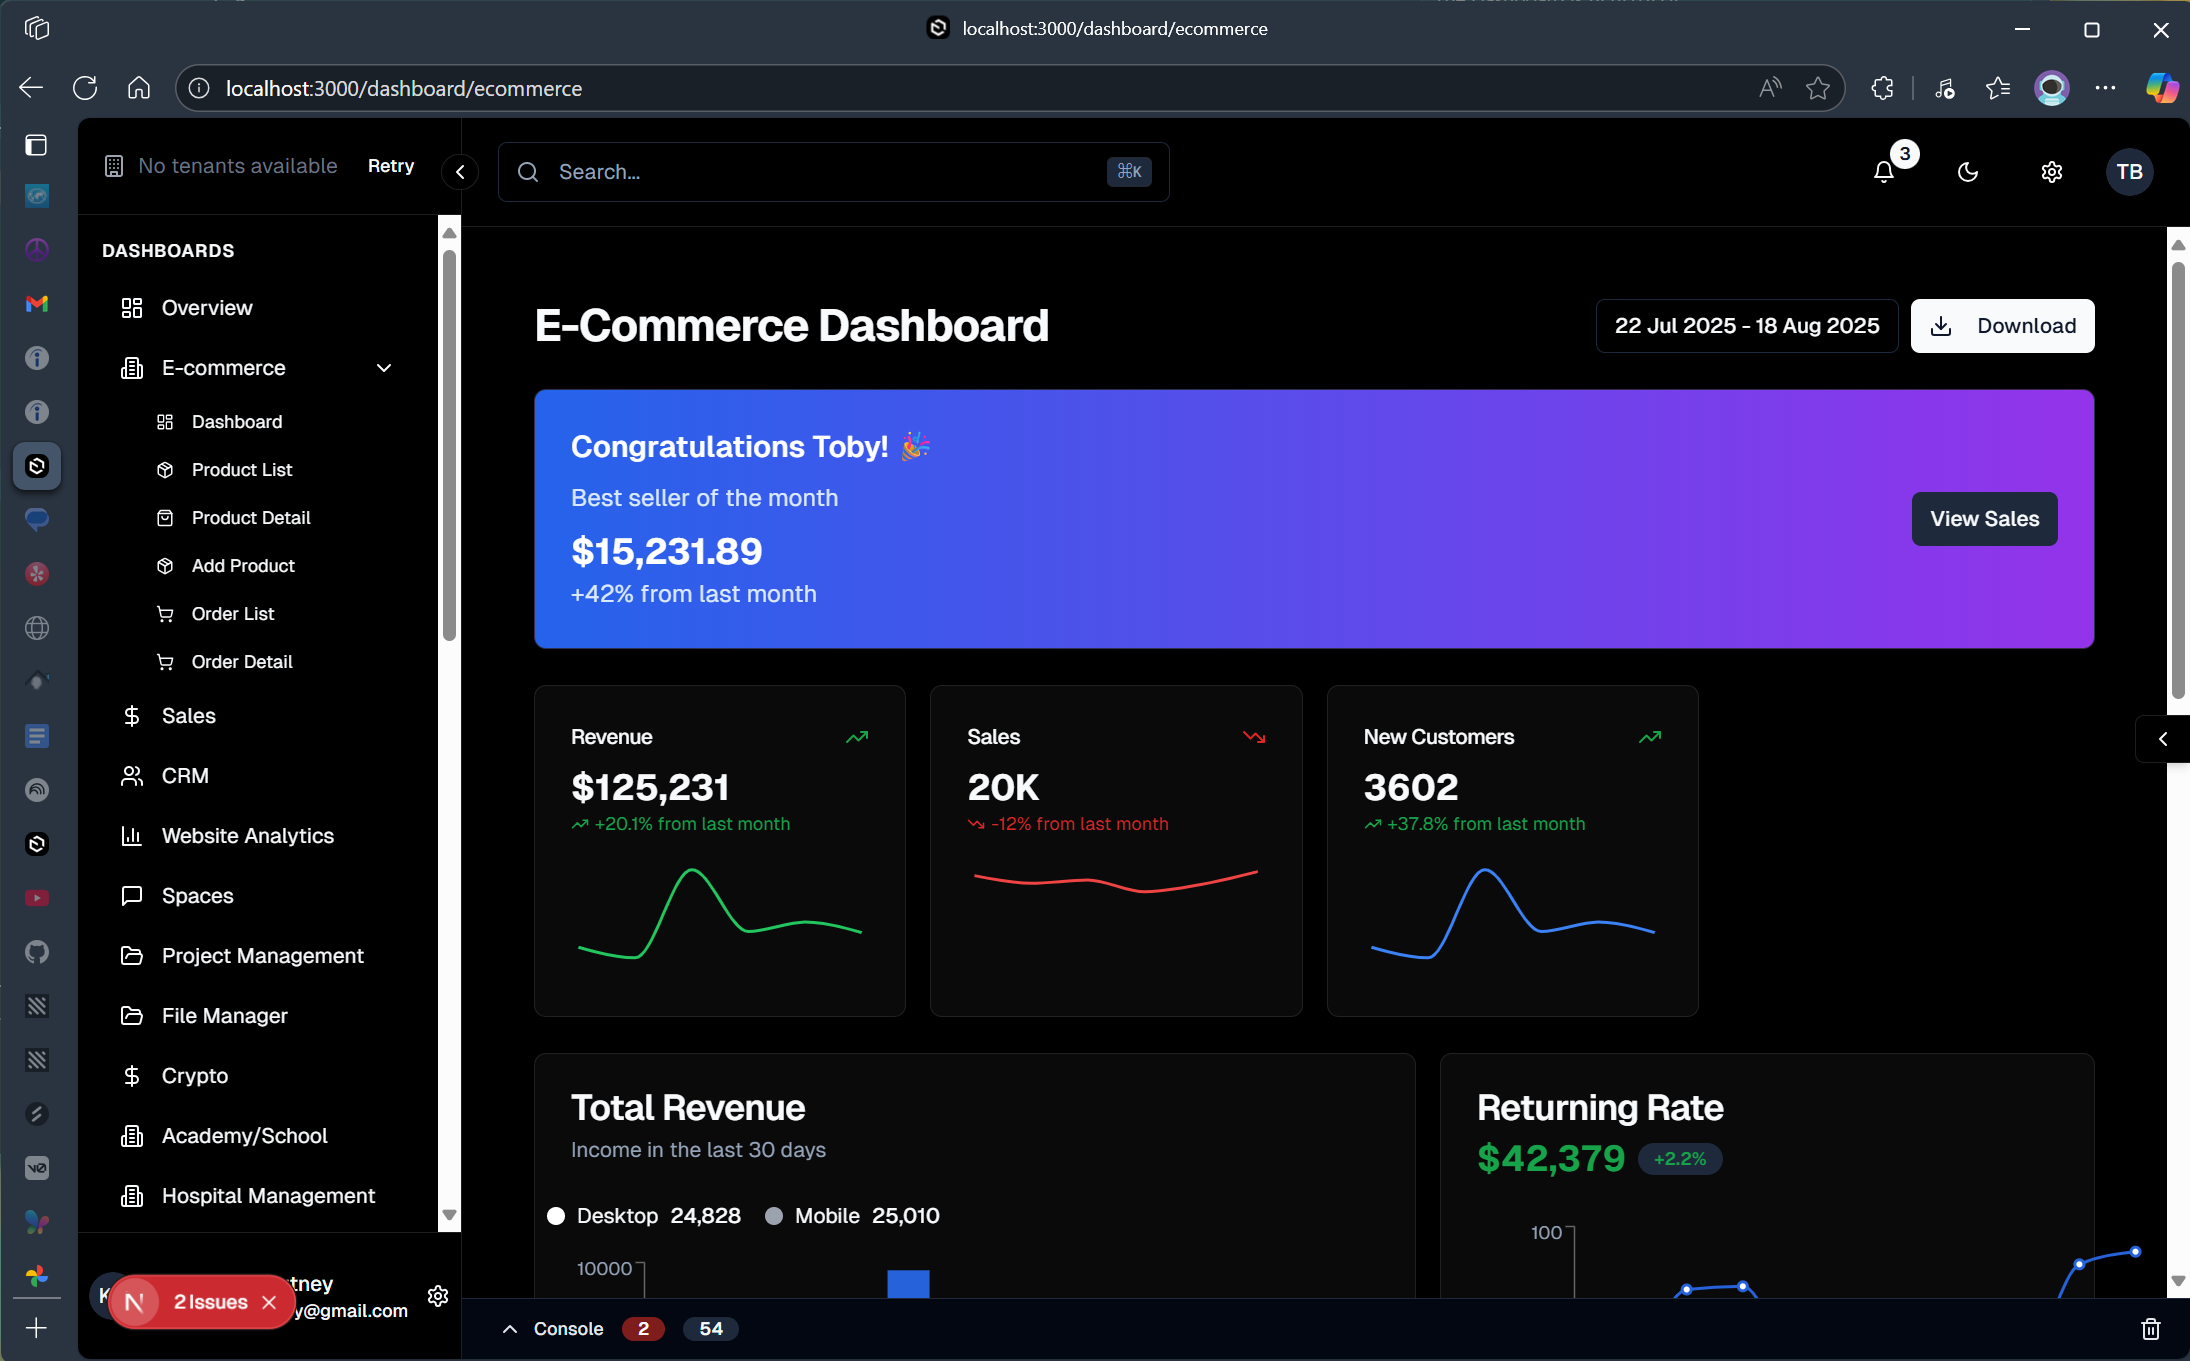 localhost:3000/dashboard/ecommerce
localhost:3000/dashboard/ecommerce
No tenants available
Retry
Search...
⌘K
3
TB
DASHBOARDS
Overview
E-commerce
Dashboard
Product List
Product Detail
Add Product
Order List
Order Detail
Sales
CRM
Website Analytics
Spaces
Project Management
File Manager
Crypto
Academy/School
Hospital Management
K
tney
y@gmail.com
N
2 Issues
E-Commerce Dashboard
22 Jul 2025 - 18 Aug 2025
Download
Congratulations Toby! 🎉
Best seller of the month
$15,231.89
+42% from last month
View Sales
Revenue
$125,231
+20.1% from last month
Sales
20K
-12% from last month
New Customers
3602
+37.8% from last month
Total Revenue
Income in the last 30 days
Desktop 24,828
Mobile 25,010
10000
Returning Rate
$42,379
+2.2%
100
Console
2
54